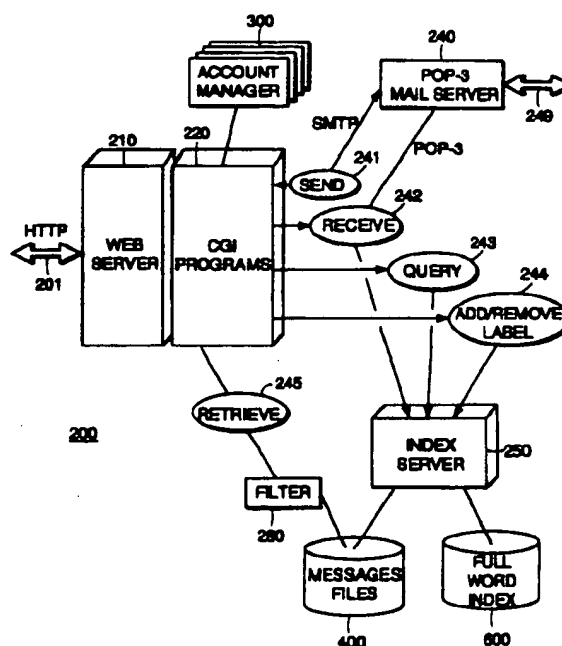 300
ACCOUNT
MANAGER
240
POP-3
MAIL SERVER
249
SMTP
POP-3
210
220
241
SEND
242
RECEIVE
HTTP
201
WEB
SERVER
CGI
PROGRAMS
243
QUERY
244
ADD/REMOVE
LABEL
245
RETRIEVE
200
INDEX
SERVER
250
FILTER
260
MESSAGES
FILES
400
FULL
WORD
INDEX
600